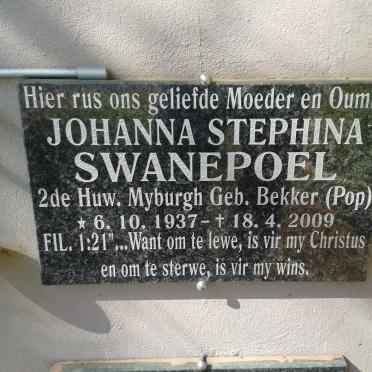 Hier rus ons geliefde Moeder en Oum
JOHANNA STEPHINA
SWANEPOEL
2de Huw. Myburgh Geb. Bekker (Pop)
★ 6. 10. 1937 - † 18. 4. 2009
FIL. 1:21"...Want om te lewe, is vir my Christus
en om te sterwe, is vir my wins.